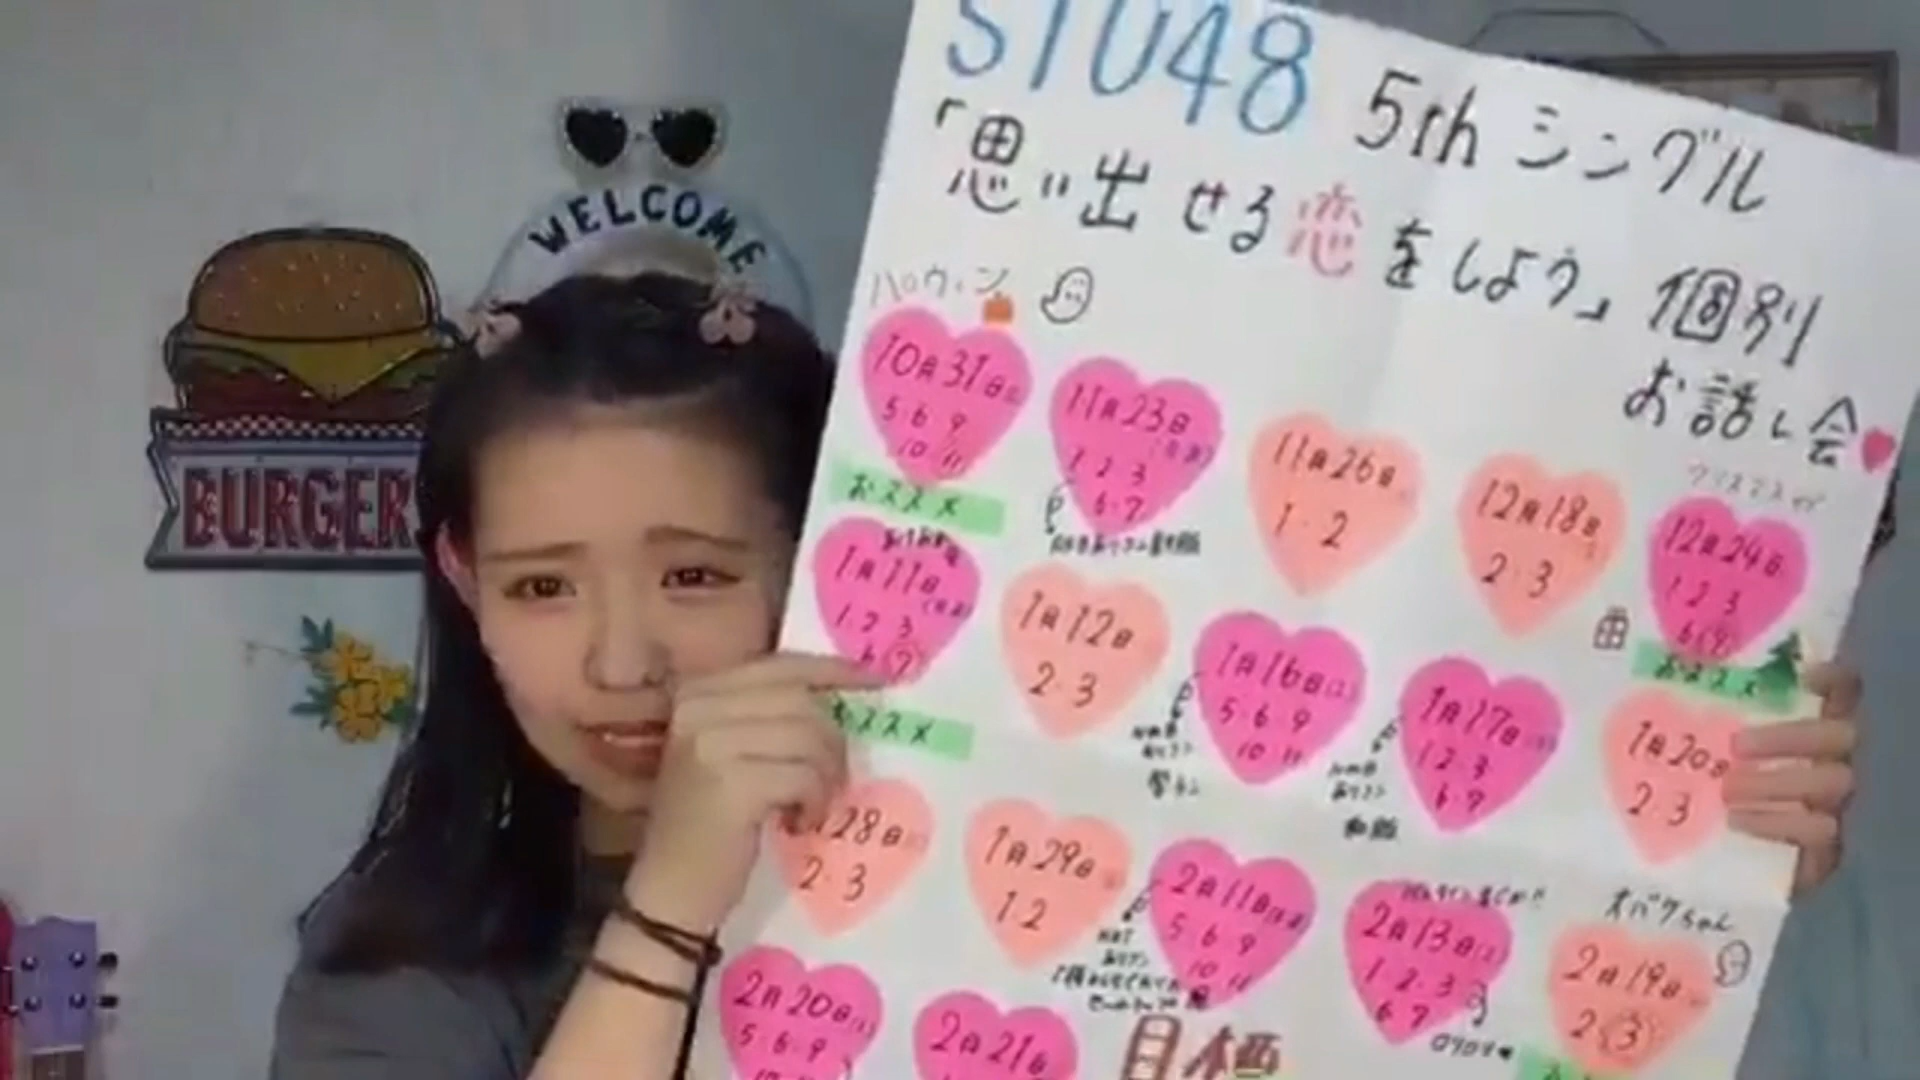 WELCOME
BURGERS
STU48 5th シングル
「思い出せる恋をしよう」個別
お話し会
ハロウィン
10月31日
5・6・9
10・11
おススメ
11月23日
1・2・3
6・7
11月26日
1・2
12月18日
2・3
12月24日
1・2・3
6(7)
おススメ
1月11日
1・2・3
6(7)
おススメ
1月12日
2・3
1月16日
5・6・9
10・11
1月17日
1・2・3
6・7
1月20日
2・3
28日
2・3
1月29日
1・2
2月11日
5・6・9
10・11
2月13日
1・2・3
6・7
オバケちゃん
2月19日
2(3)
2月20日
5・6・9
2月21日
目標